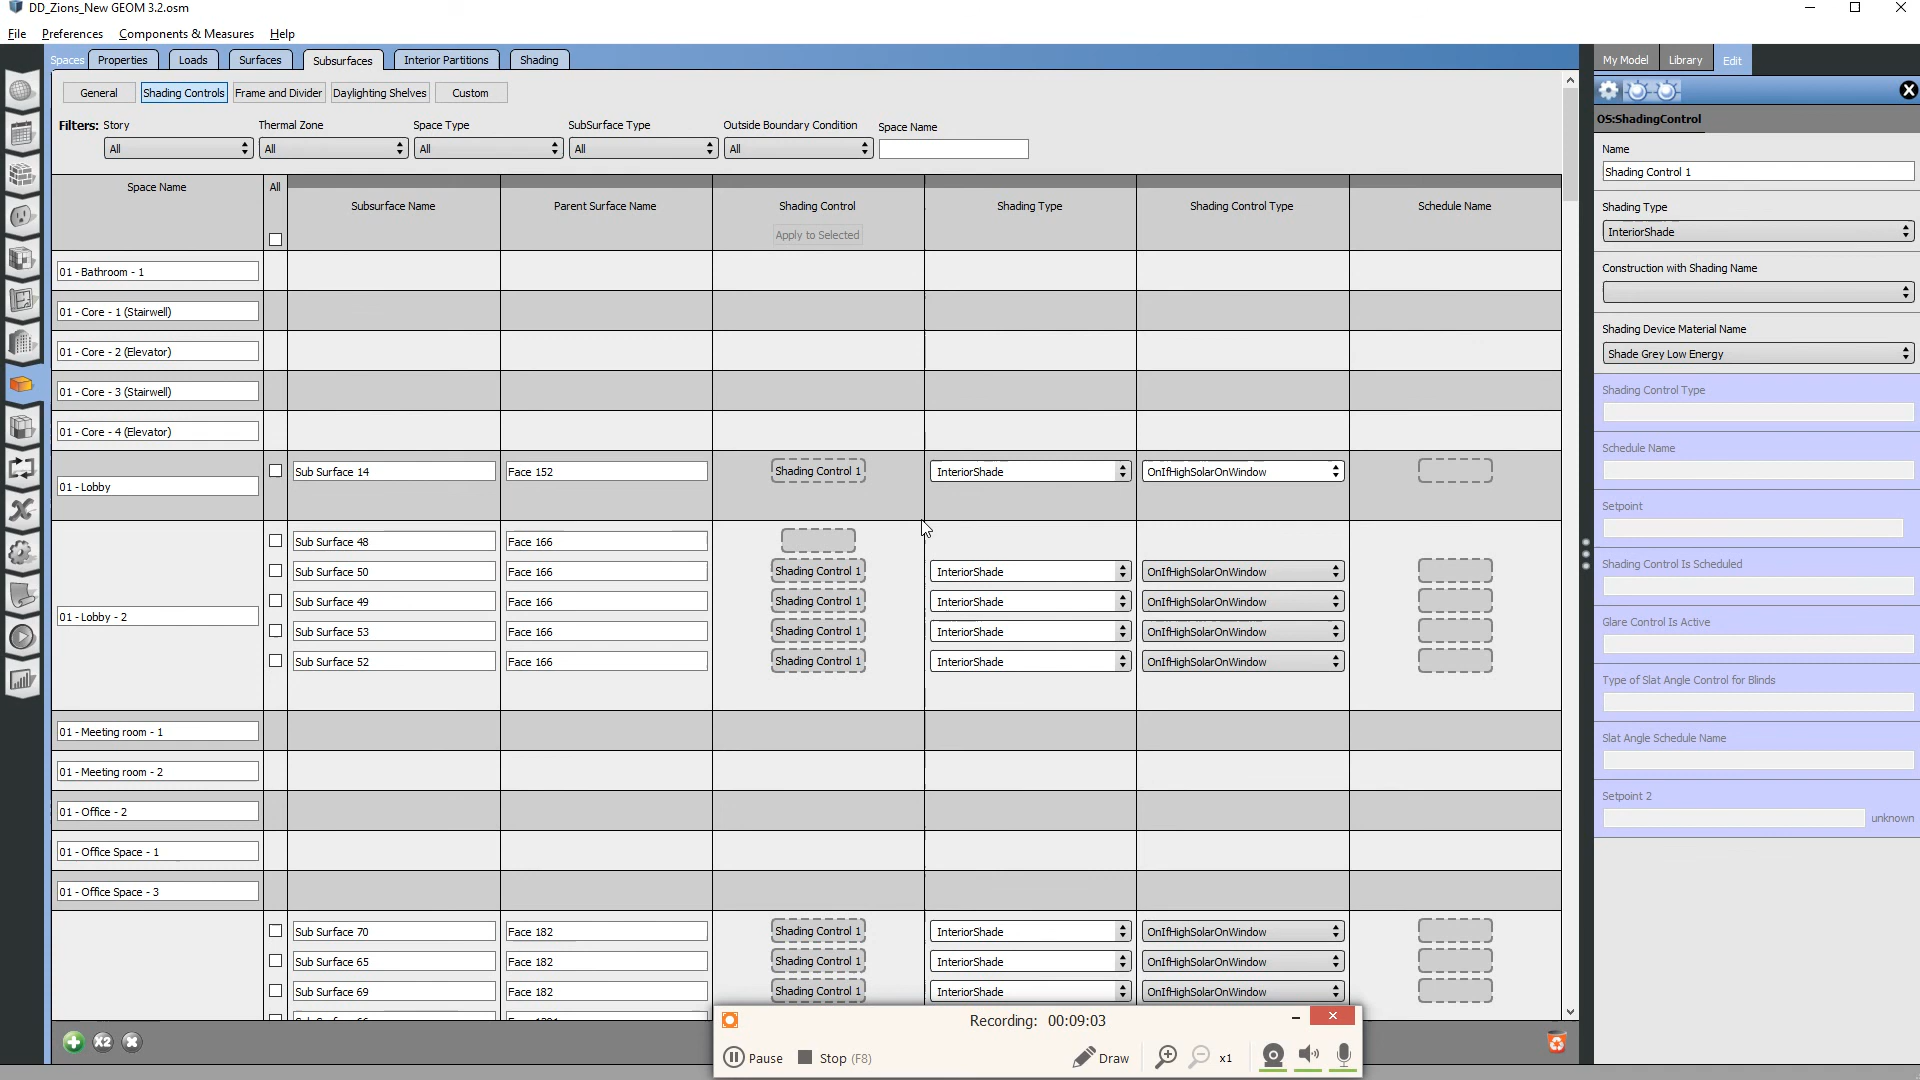 DD_Zions_New GEOM 3.2.osm
File Preferences Components & Measures Help
Spaces Properties Loads Surfaces Subsurfaces Interior Partitions Shading
My Model Library Edit
General Shading Controls Frame and Divider Daylighting Shelves Custom
Filters: Story Thermal Zone Space Type SubSurface Type Outside Boundary Condition Space Name
All All All All All
Space Name All Subsurface Name Parent Surface Name Shading Control Shading Type Shading Control Type Schedule Name
Apply to Selected
01 - Bathroom - 1
01 - Core - 1 (Stairwell)
01 - Core - 2 (Elevator)
01 - Core - 3 (Stairwell)
01 - Core - 4 (Elevator)
01 - Lobby
Sub Surface 14 Face 152 Shading Control 1 InteriorShade OnIfHighSolarOnWindow
01 - Lobby - 2
Sub Surface 48 Face 166
Sub Surface 50 Face 166 Shading Control 1 InteriorShade OnIfHighSolarOnWindow
Sub Surface 49 Face 166 Shading Control 1 InteriorShade OnIfHighSolarOnWindow
Sub Surface 53 Face 166 Shading Control 1 InteriorShade OnIfHighSolarOnWindow
Sub Surface 52 Face 166 Shading Control 1 InteriorShade OnIfHighSolarOnWindow
01 - Meeting room - 1
01 - Meeting room - 2
01 - Office - 2
01 - Office Space - 1
01 - Office Space - 3
Sub Surface 70 Face 182 Shading Control 1 InteriorShade OnIfHighSolarOnWindow
Sub Surface 65 Face 182 Shading Control 1 InteriorShade OnIfHighSolarOnWindow
Sub Surface 69 Face 182 Shading Control 1 InteriorShade OnIfHighSolarOnWindow
X2
OS:ShadingControl
Name
Shading Control 1
Shading Type
InteriorShade
Construction with Shading Name
Shading Device Material Name
Shade Grey Low Energy
Shading Control Type
Schedule Name
Setpoint
Shading Control Is Scheduled
Glare Control Is Active
Type of Slat Angle Control for Blinds
Slat Angle Schedule Name
Setpoint 2
unknown
Recording: 00:09:03
Pause Stop (F8) Draw x1